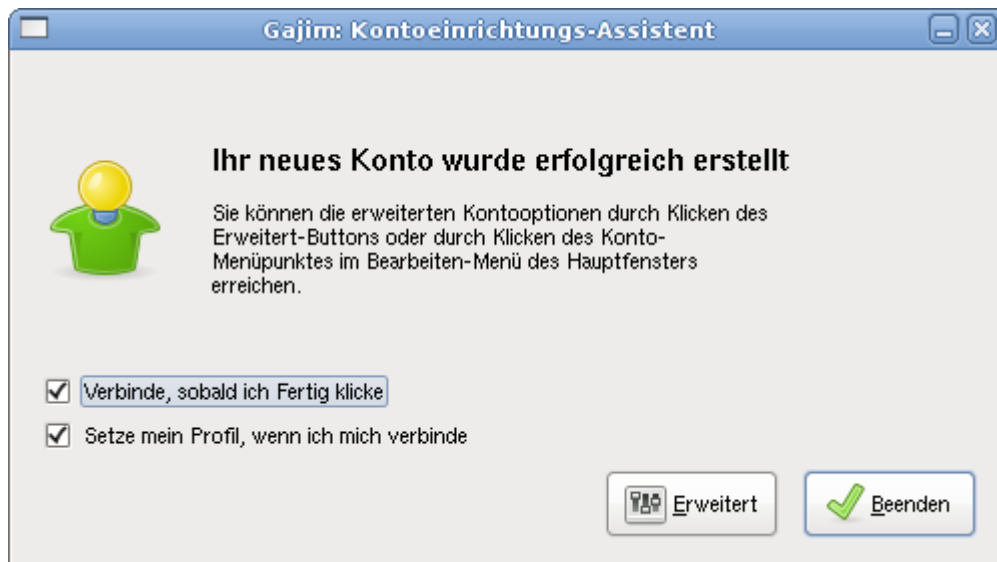 Gajim: Kontoeinrichtungs-Assistent
Ihr neues Konto wurde erfolgreich erstellt
Sie können die erweiterten Kontooptionen durch Klicken des
Erweitert-Buttons oder durch Klicken des Konto-
Menüpunktes im Bearbeiten-Menü des Hauptfensters
erreichen.
Verbinde, sobald ich Fertig klicke
Setze mein Profil, wenn ich mich verbinde
Erweitert
Beenden